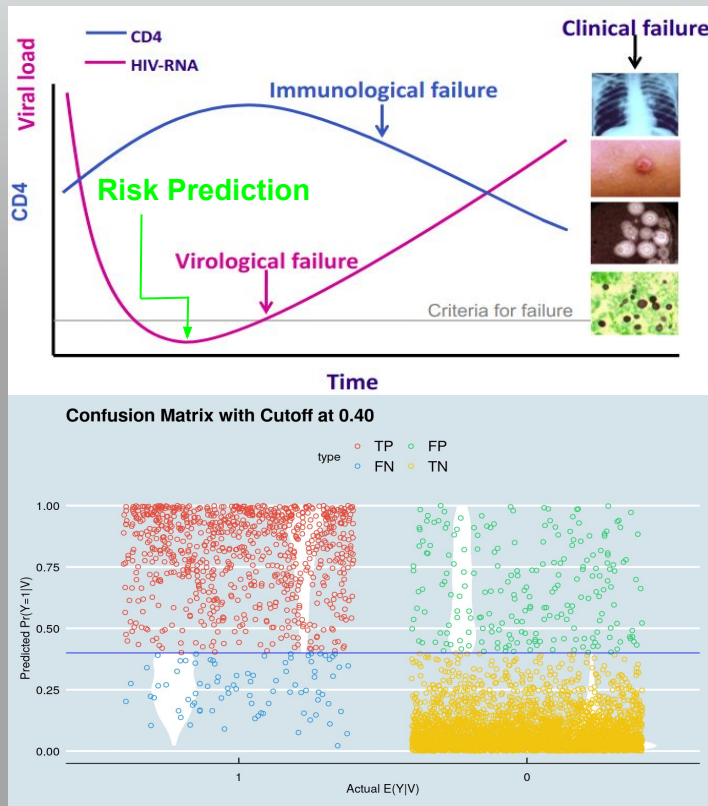 Clinical failure
CD4
HIV-RNA
Viral load
CD4
Immunological failure
Risk Prediction
Virological failure
Criteria for failure
Time
Confusion Matrix with Cutoff at 0.40
type
TP
FP
FN
TN
Predicted Pr(Y=1|V)
1.00
0.75
0.50
0.25
0.00
1
0
Actual E(Y|V)